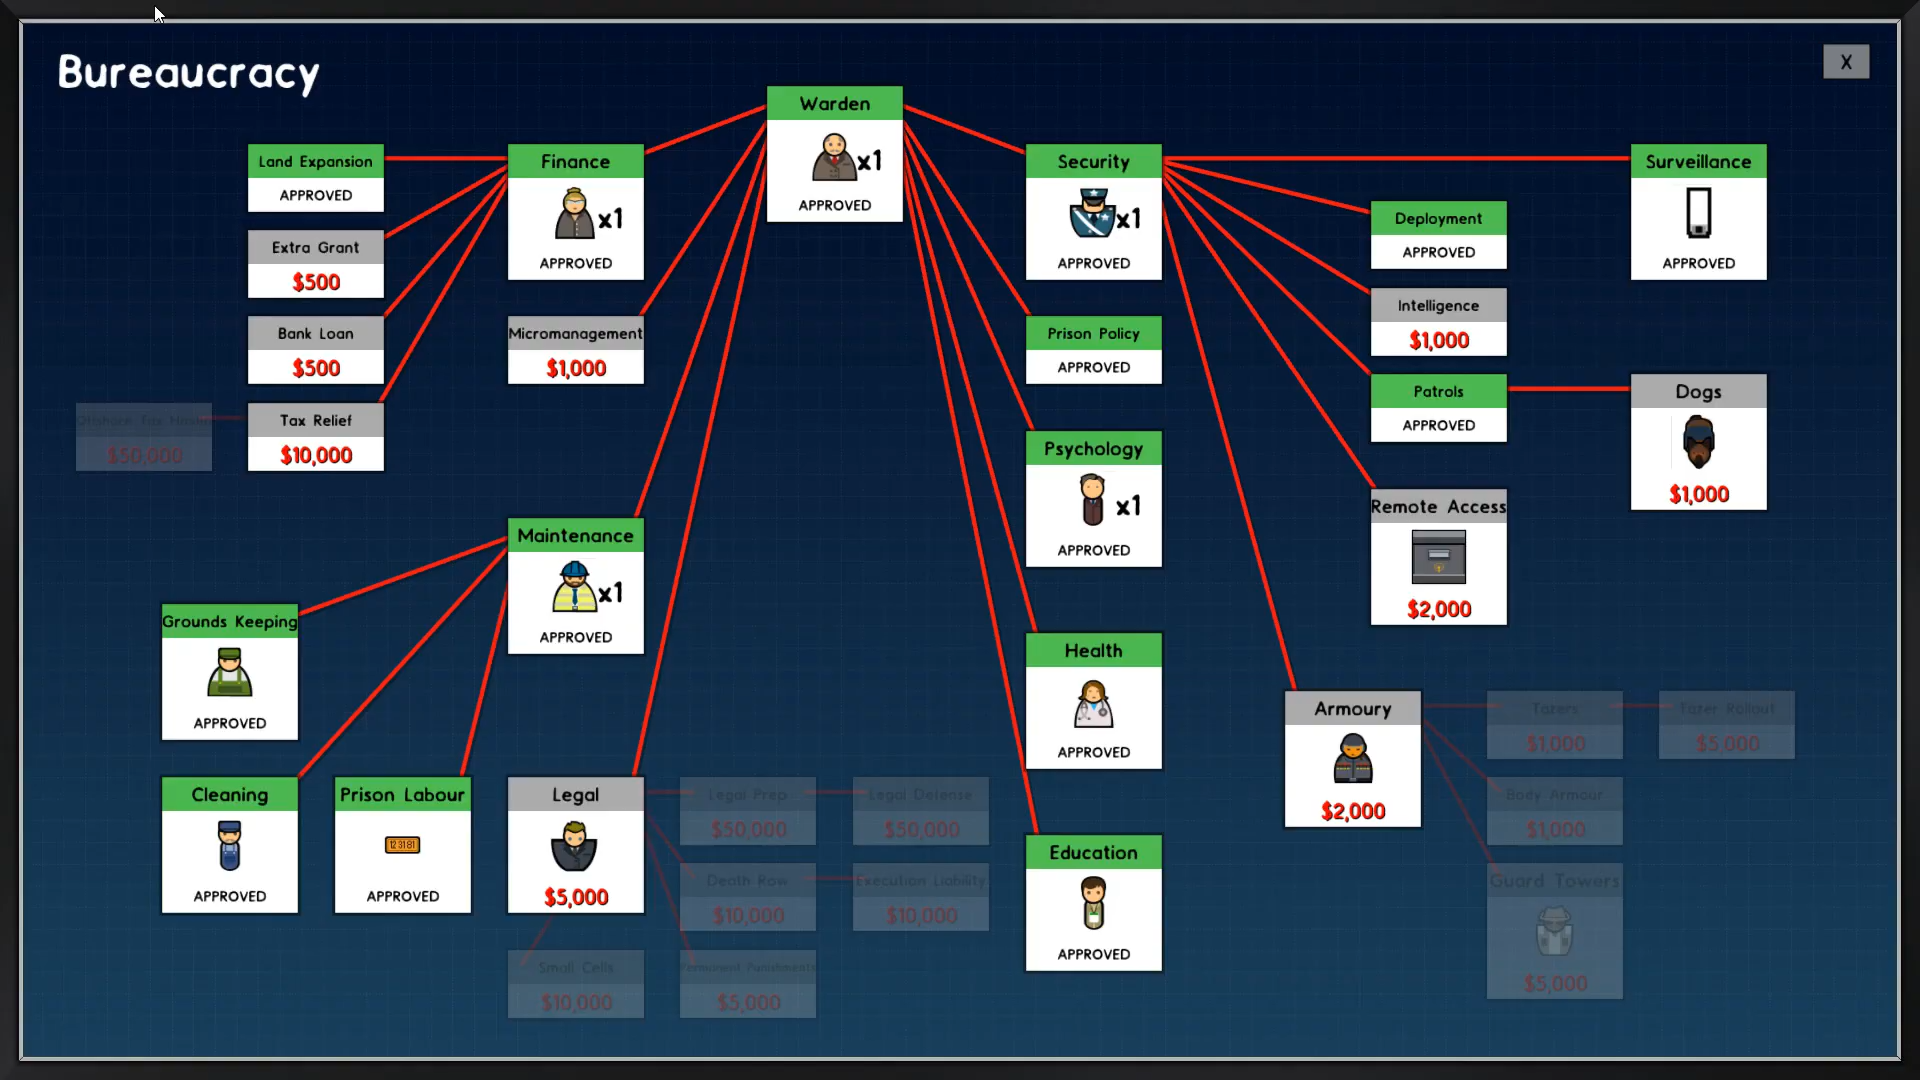 Bureaucracy
X
Warden
x1
APPROVED
Land Expansion
APPROVED
Finance
x1
APPROVED
Security
x1
APPROVED
Surveillance
APPROVED
Extra Grant
$500
Deployment
APPROVED
Bank Loan
$500
Micromanagement
$1,000
Prison Policy
APPROVED
Intelligence
$1,000
Tax Relief
$10,000
$50,000
Patrols
APPROVED
Dogs
$1,000
Psychology
x1
APPROVED
Remote Access
$2,000
Maintenance
x1
APPROVED
Grounds Keeping
APPROVED
Health
APPROVED
Armoury
$2,000
Tazers
$1,000
Tazer Rollout
$5,000
Cleaning
APPROVED
Prison Labour
123181
APPROVED
Legal
$5,000
Legal Prep
$50,000
Legal Defense
$50,000
Body Armour
$1,000
Death Row
$10,000
Execution Liability
$10,000
Education
APPROVED
Guard Towers
$5,000
Small Cells
$10,000
Permanent Punishments
$5,000